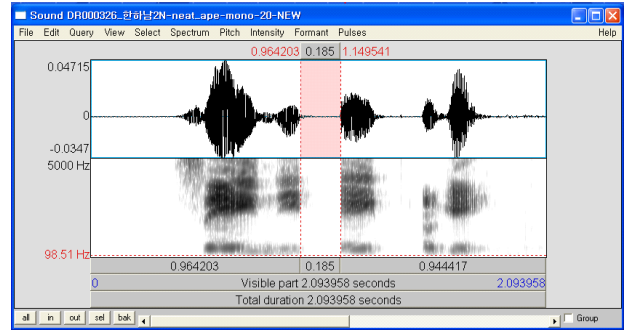 Sound DR000326_한하남2N-neat_ape-mono-20-NEW
File Edit Query View Select Spectrum Pitch Intensity Formant Pulses Help
0.964203 0.185 1.149541
0.04715
0
-0.0347
5000 Hz
98.51 Hz
0.964203 0.185 0.944417
0 Visible part 2.093958 seconds 2.093958
Total duration 2.093958 seconds
all in out sel bak Group